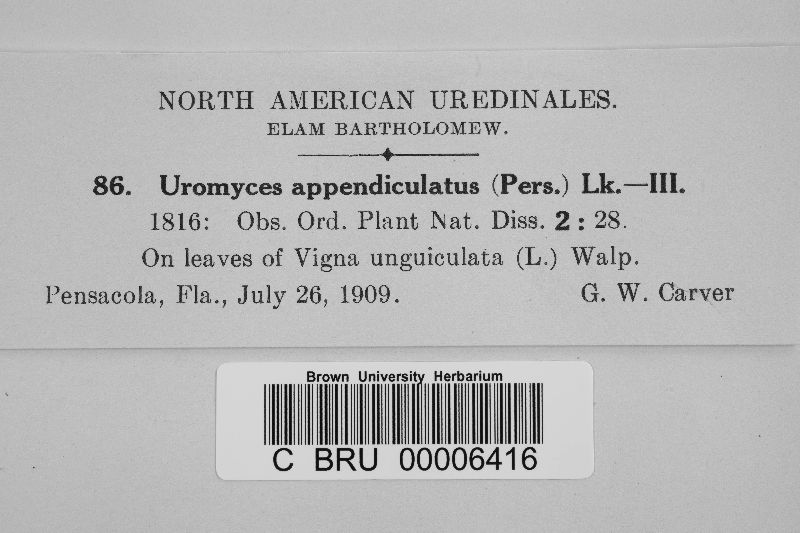 NORTH AMERICAN UREDINALES.
ELAM BARTHOLOMEW.
86. Uromyces appendiculatus (Pers.) Lk.—III.
1816: Obs. Ord. Plant Nat. Diss. 2 : 28.
On leaves of Vigna unguiculata (L.) Walp.
Pensacola, Fla., July 26, 1909. G. W. Carver
Brown University Herbarium
C BRU 00006416